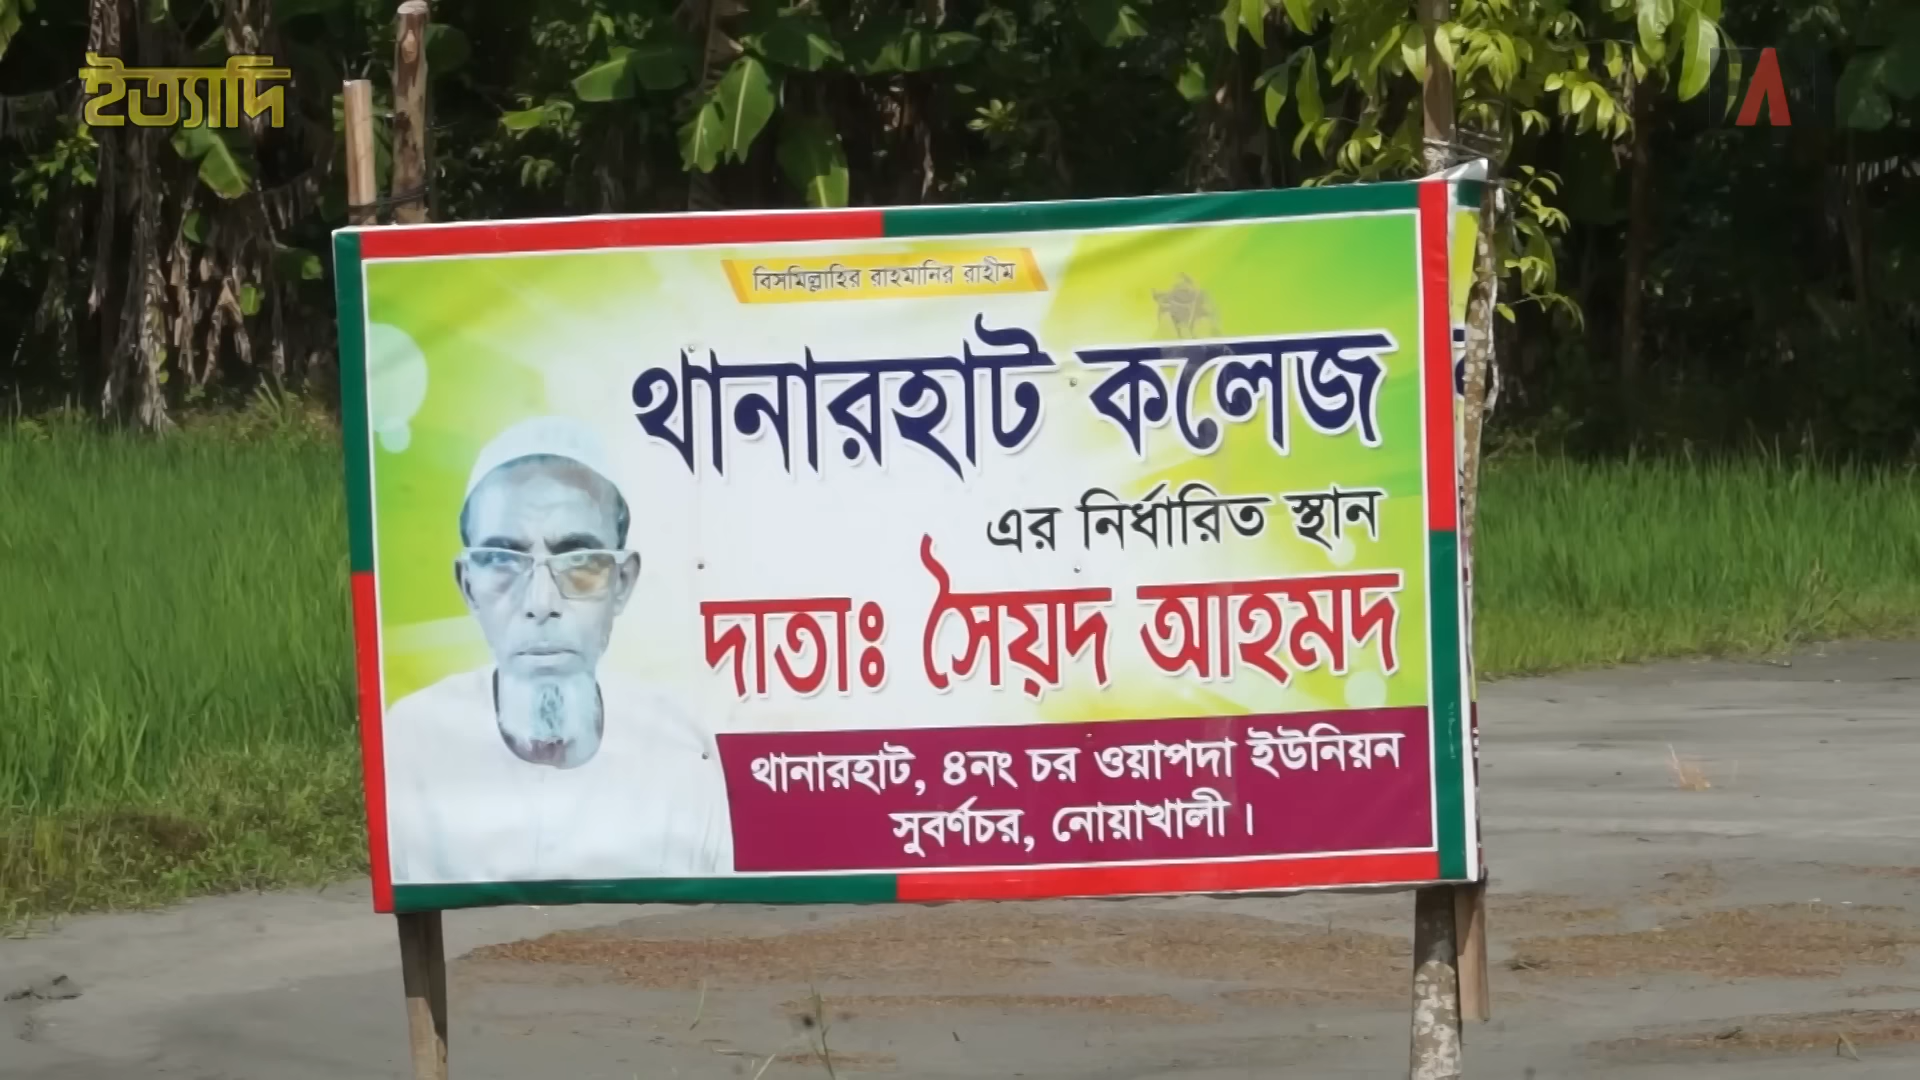 ইত্যাদি
বিসমিল্লাহির রাহমানির রাহীম
থানারহাট কলেজ
এর নির্ধারিত স্থান
দাতাঃ সৈয়দ আহমদ
থানারহাট, ৪নং চর ওয়াপদা ইউনিয়ন
সুবর্ণচর, নোয়াখালী।